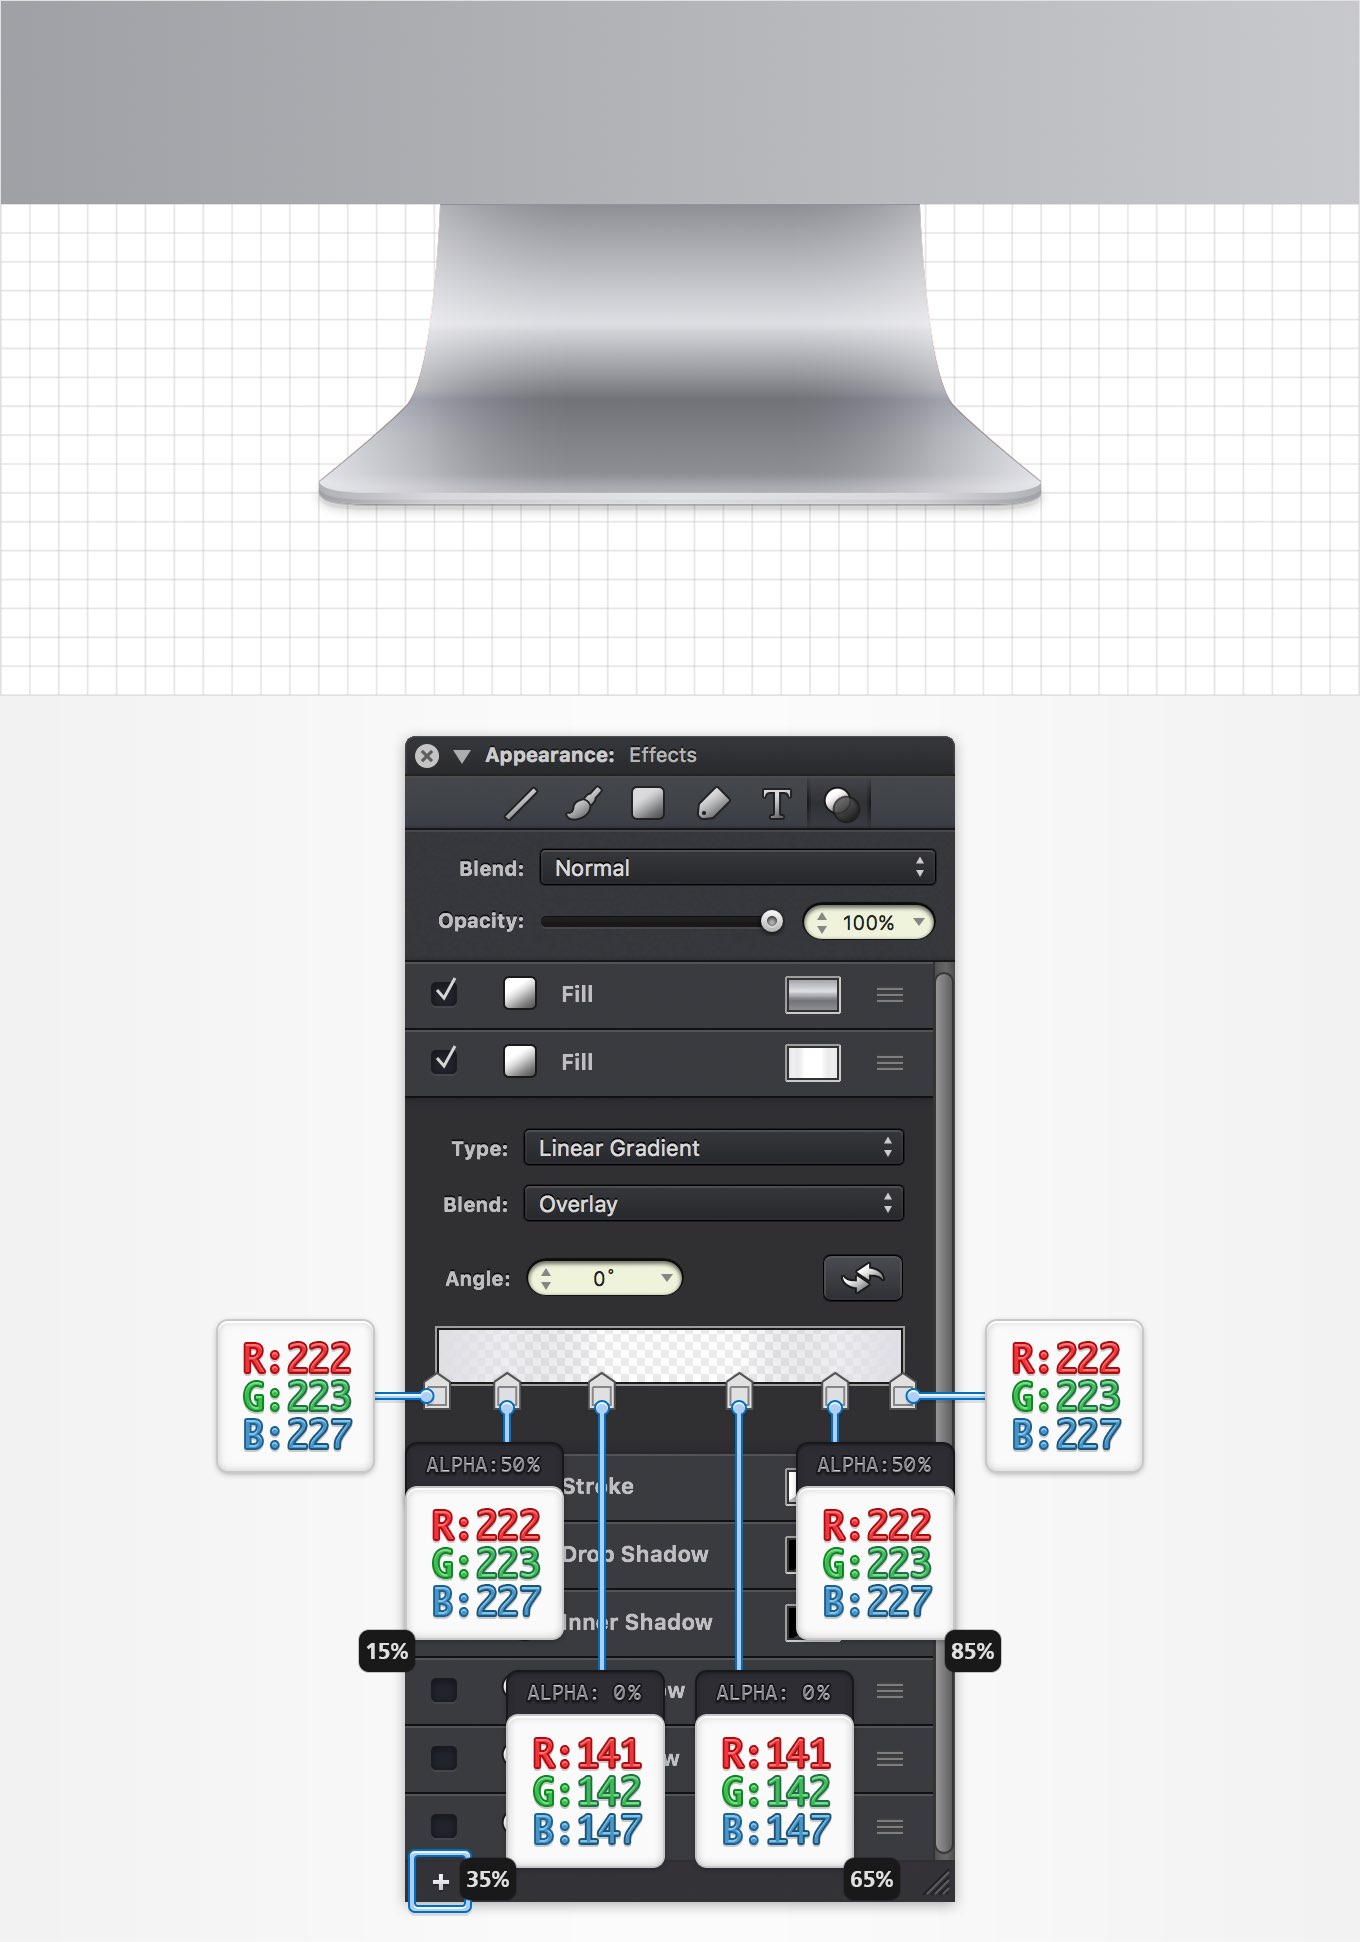 Appearance: Effects
Blend: Normal
Opacity: 100%
Fill
Fill
Type: Linear Gradient
Blend: Overlay
Angle: 0°
R:222
G:223
B:227
R:222
G:223
B:227
ALPHA:50%
R:222
G:223
B:227
15%
Stroke
Drop Shadow
Inner Shadow
ALPHA:50%
R:222
G:223
B:227
85%
ALPHA: 0%
R:141
G:142
B:147
35%
ALPHA: 0%
R:141
G:142
B:147
65%
+